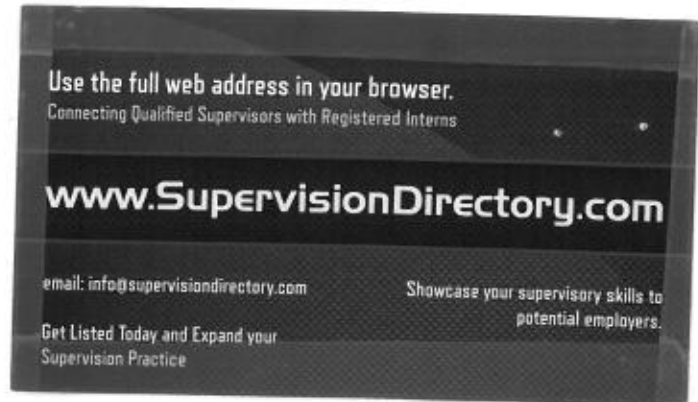 Use the full web address in your browser.
Connecting Qualified Supervisors with Registered Interns
www.SupervisionDirectory.com
email: info@supervisiondirectory.com
Showcase your supervisory skills to
potential employers.
Get Listed Today and Expand your
Supervision Practice